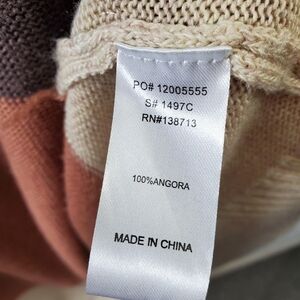 PO# 12005555
S# 1497C
RN#138713
100%ANGORA
MADE IN CHINA